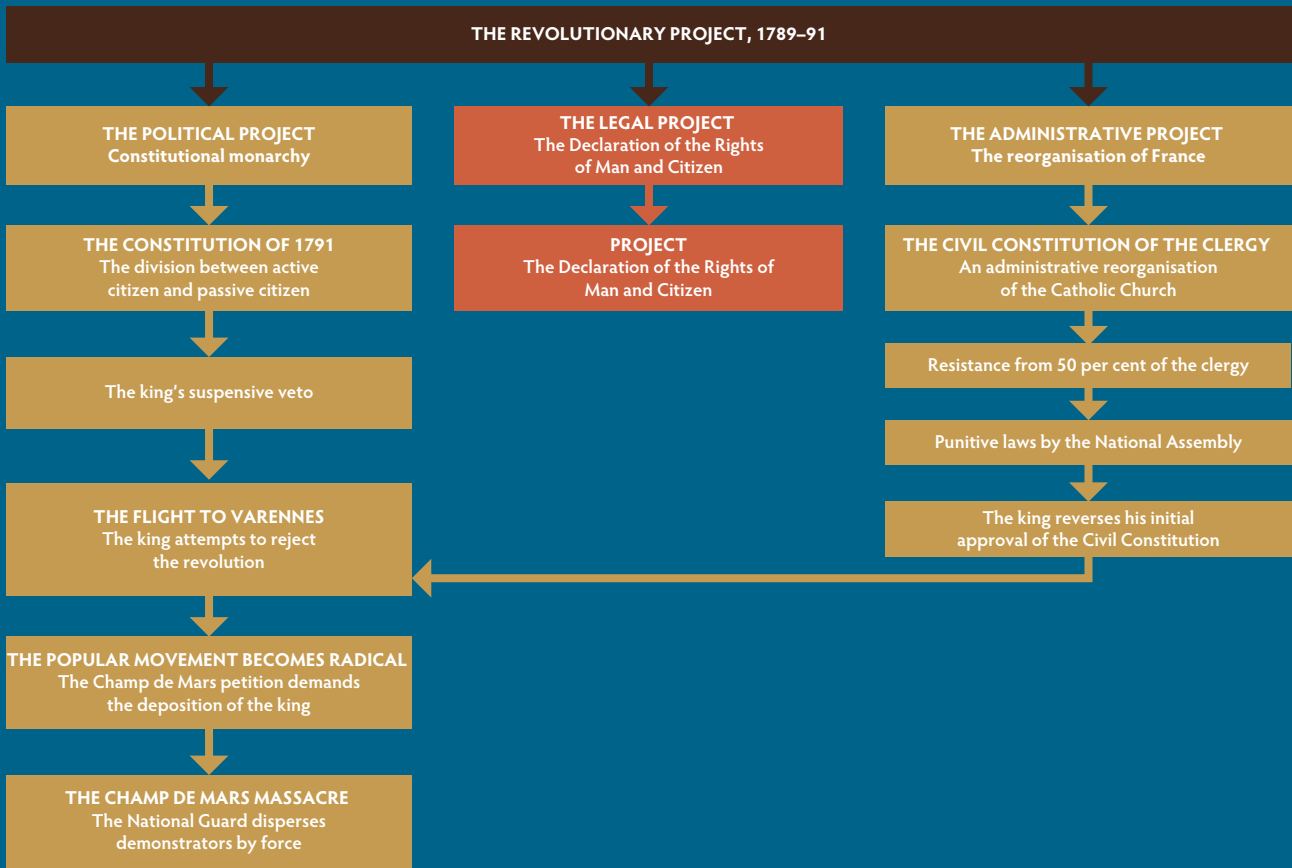 THE REVOLUTIONARY PROJECT, 1789–91
THE POLITICAL PROJECT
Constitutional monarchy
THE CONSTITUTION OF 1791
The division between active
citizen and passive citizen
The king's suspensive veto
THE FLIGHT TO VARENNES
The king attempts to reject
the revolution
THE POPULAR MOVEMENT BECOMES RADICAL
The Champ de Mars petition demands
the deposition of the king
THE CHAMP DE MARS MASSACRE
The National Guard disperses
demonstrators by force
THE LEGAL PROJECT
The Declaration of the Rights
of Man and Citizen
PROJECT
The Declaration of the Rights of
Man and Citizen
THE ADMINISTRATIVE PROJECT
The reorganisation of France
THE CIVIL CONSTITUTION OF THE CLERGY
An administrative reorganisation
of the Catholic Church
Resistance from 50 per cent of the clergy
Punitive laws by the National Assembly
The king reverses his initial
approval of the Civil Constitution